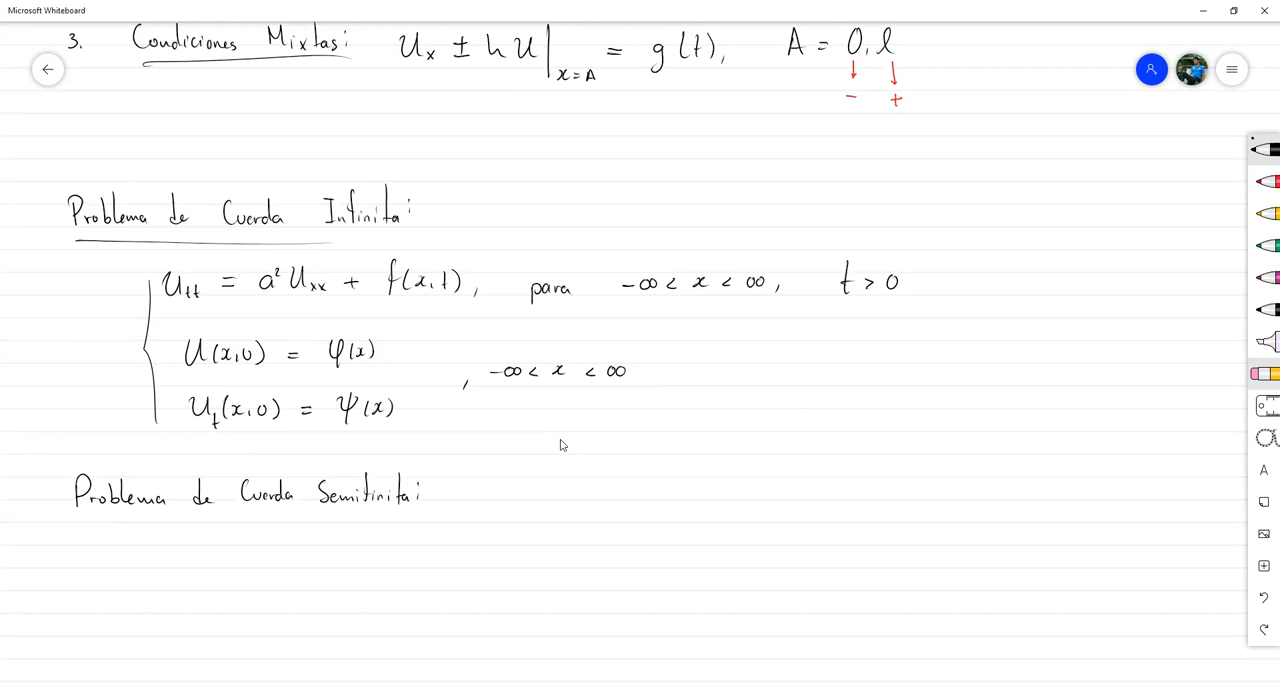 Microsoft Whiteboard
3. Condiciones Mixtas: Ux ± hU|x=A = g(t), A = 0, l
- +
Problema de Cuerda Infinita:
Utt = a²Uxx + f(x,t), para -∞ < x < ∞, t > 0
U(x,0) = φ(x)
, -∞ < x < ∞
Ut(x,0) = ψ(x)
Problema de Cuerda Semifinita:
A